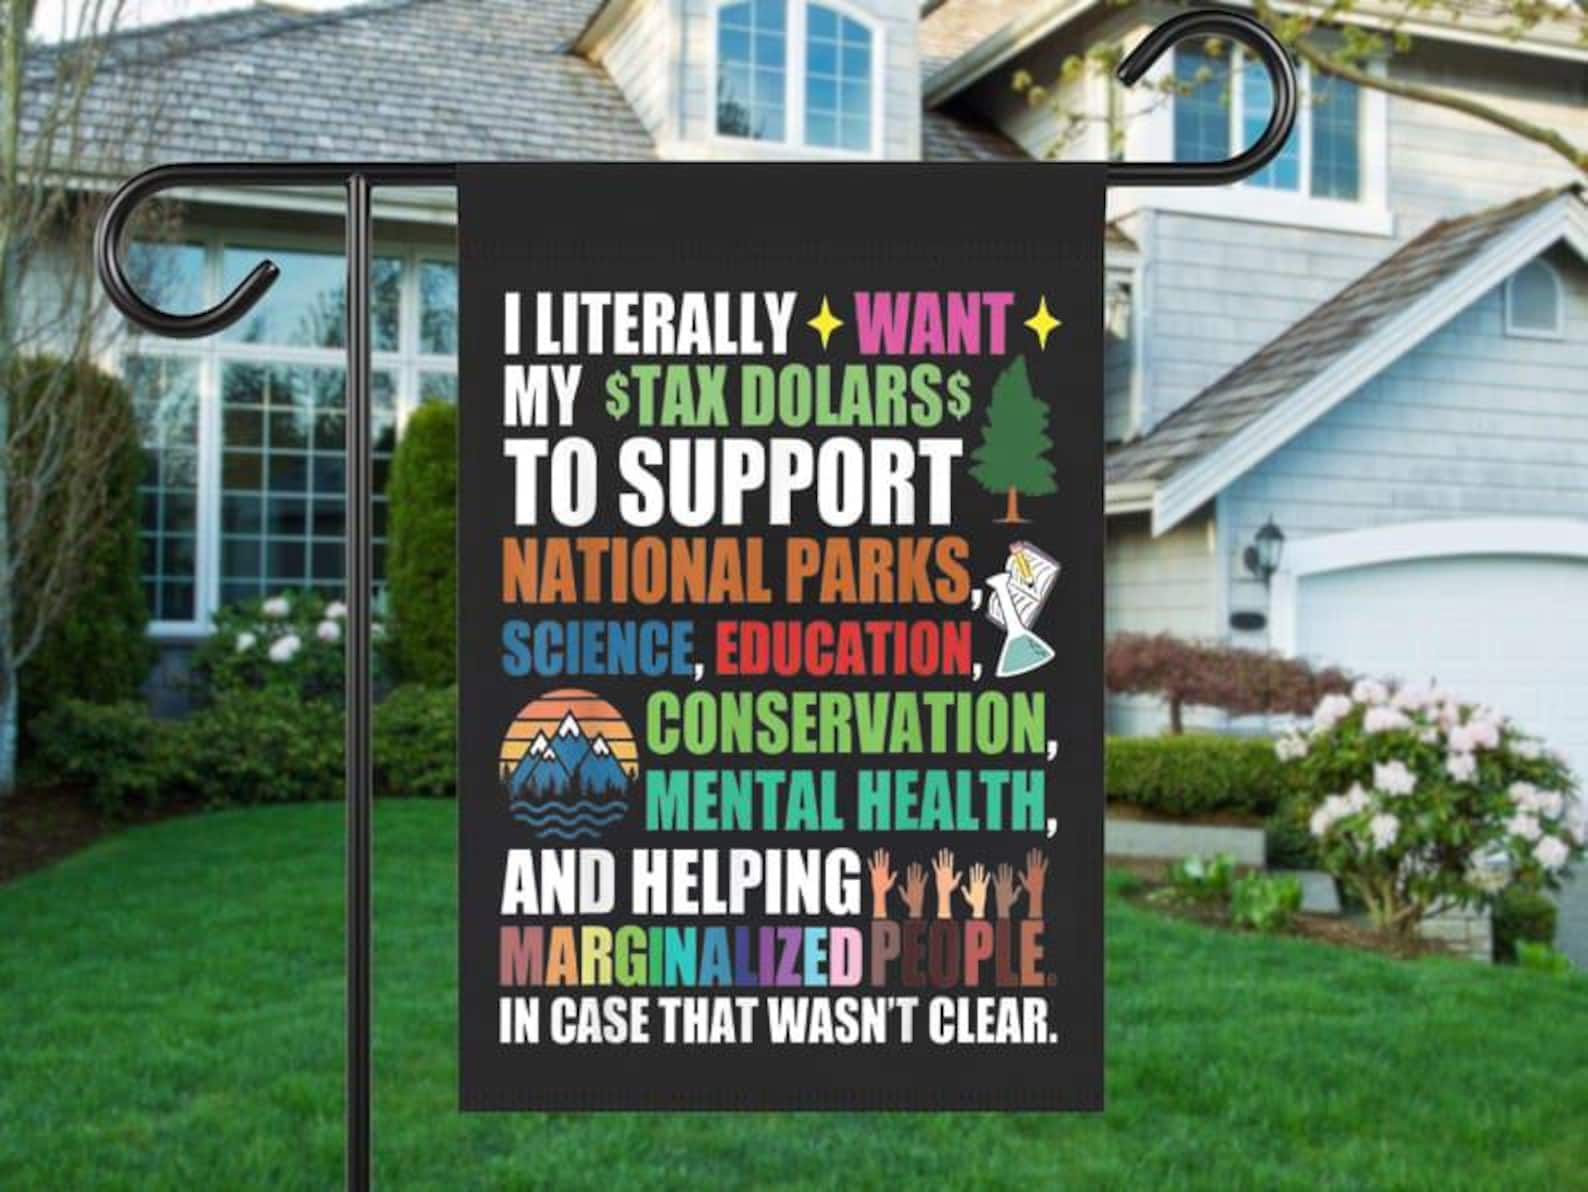 I LITERALLY WANT
MY $TAX DOLARS$
TO SUPPORT
NATIONAL PARKS,
SCIENCE, EDUCATION,
CONSERVATION,
MENTAL HEALTH,
AND HELPING
MARGINALIZED PEOPLE.
IN CASE THAT WASN'T CLEAR.